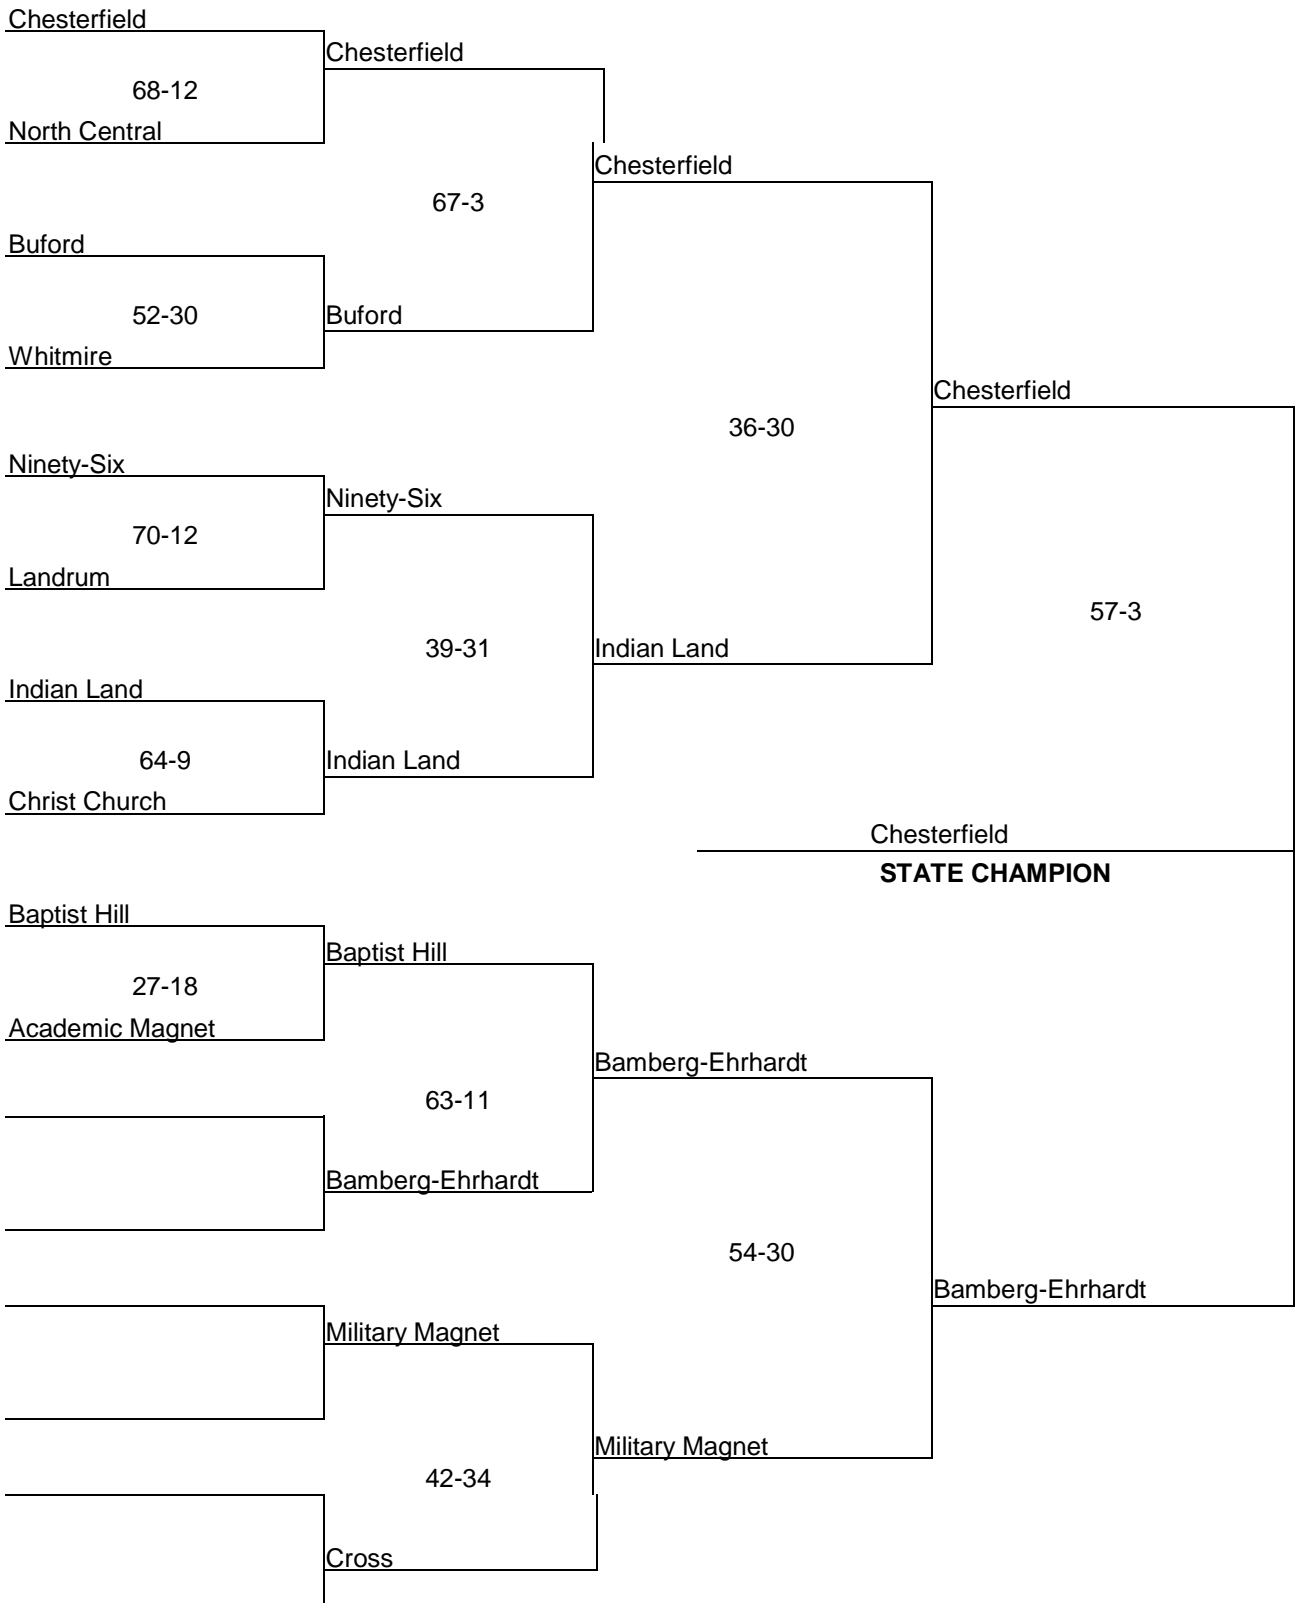 Chesterfield
Chesterfield
68-12
North Central
Chesterfield
67-3
Buford
52-30
Buford
Whitmire
Chesterfield
36-30
Ninety-Six
Ninety-Six
70-12
Landrum
57-3
39-31
Indian Land
Indian Land
64-9
Indian Land
Christ Church
Chesterfield
STATE CHAMPION
Baptist Hill
Baptist Hill
27-18
Academic Magnet
Bamberg-Ehrhardt
63-11
Bamberg-Ehrhardt
54-30
Bamberg-Ehrhardt
Military Magnet
Military Magnet
42-34
Cross